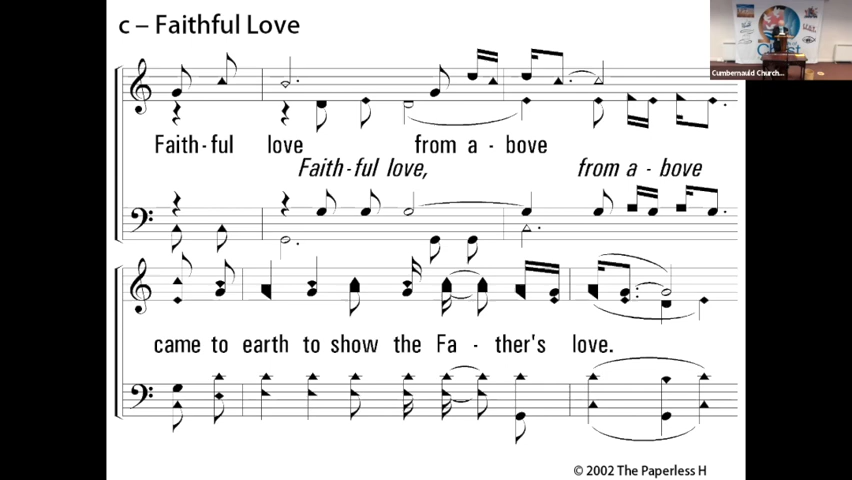 c – Faithful Love
Cumbernauld Church...
Christ
Faith-ful love from a - bove
Faith-ful love, from a - bove
came to earth to show the Fa - ther's love.
© 2002 The Paperless H